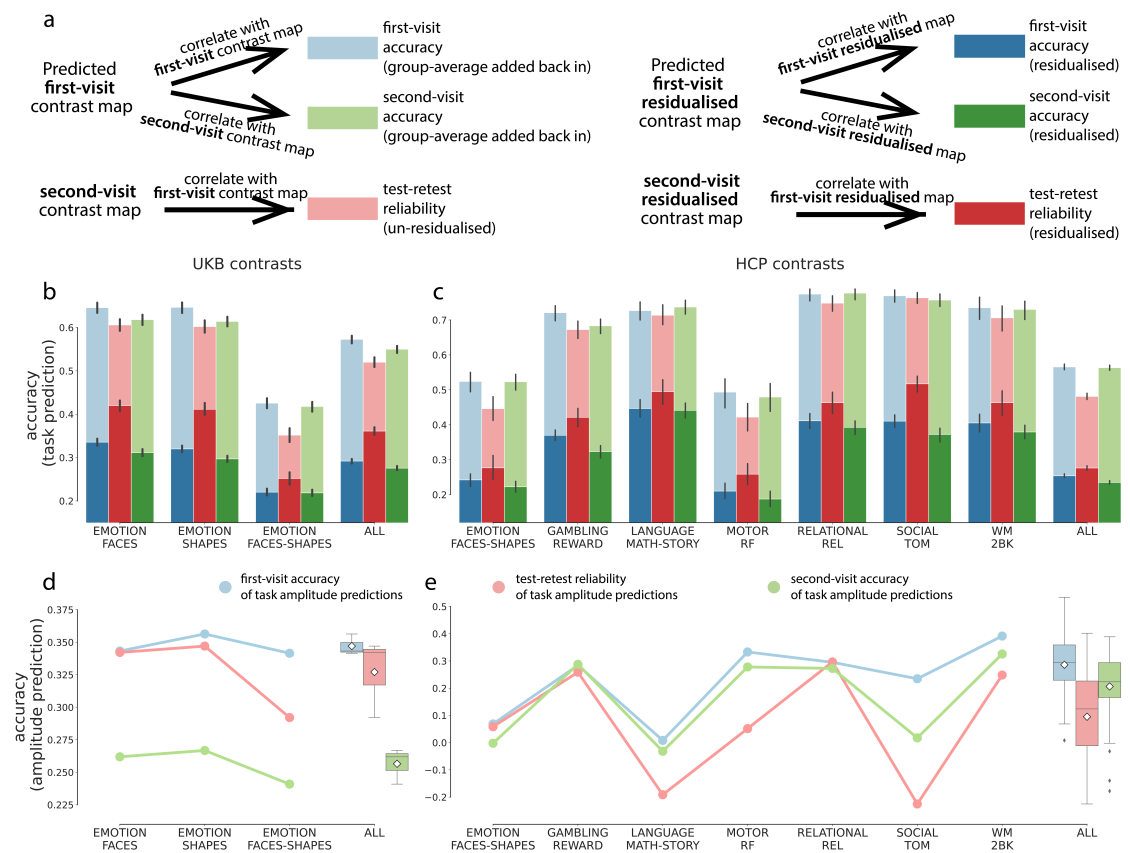 a
Predicted
first-visit
contrast map
correlate with
first-visit contrast map
correlate with
second-visit contrast map
first-visit
accuracy
(group-average added back in)
second-visit
accuracy
(group-average added back in)
second-visit
contrast map
correlate with
first-visit contrast map
test-retest
reliability
(un-residualised)
Predicted
first-visit
residualised
contrast map
correlate with
first-visit residualised map
correlate with
second-visit residualised map
first-visit
accuracy
(residualised)
second-visit
accuracy
(residualised)
second-visit
residualised
contrast map
correlate with
first-visit residualised map
test-retest
reliability
(residualised)
UKB contrasts
HCP contrasts
b
accuracy
(task prediction)
0.6
0.5
0.4
0.3
0.2
EMOTION
FACES
EMOTION
SHAPES
EMOTION
FACES-SHAPES
ALL
c
0.7
0.6
0.5
0.4
0.3
0.2
EMOTION
FACES-SHAPES
GAMBLING
REWARD
LANGUAGE
MATH-STORY
MOTOR
RF
RELATIONAL
REL
SOCIAL
TOM
WM
2BK
ALL
d
first-visit accuracy
of task amplitude predictions
accuracy
(amplitude prediction)
0.375
0.350
0.325
0.300
0.275
0.250
0.225
EMOTION
FACES
EMOTION
SHAPES
EMOTION
FACES-SHAPES
ALL
e
test-retest reliability
of task amplitude predictions
second-visit accuracy
of task amplitude predictions
0.5
0.4
0.3
0.2
0.1
0.0
−0.1
−0.2
EMOTION
FACES-SHAPES
GAMBLING
REWARD
LANGUAGE
MATH-STORY
MOTOR
RF
RELATIONAL
REL
SOCIAL
TOM
WM
2BK
ALL